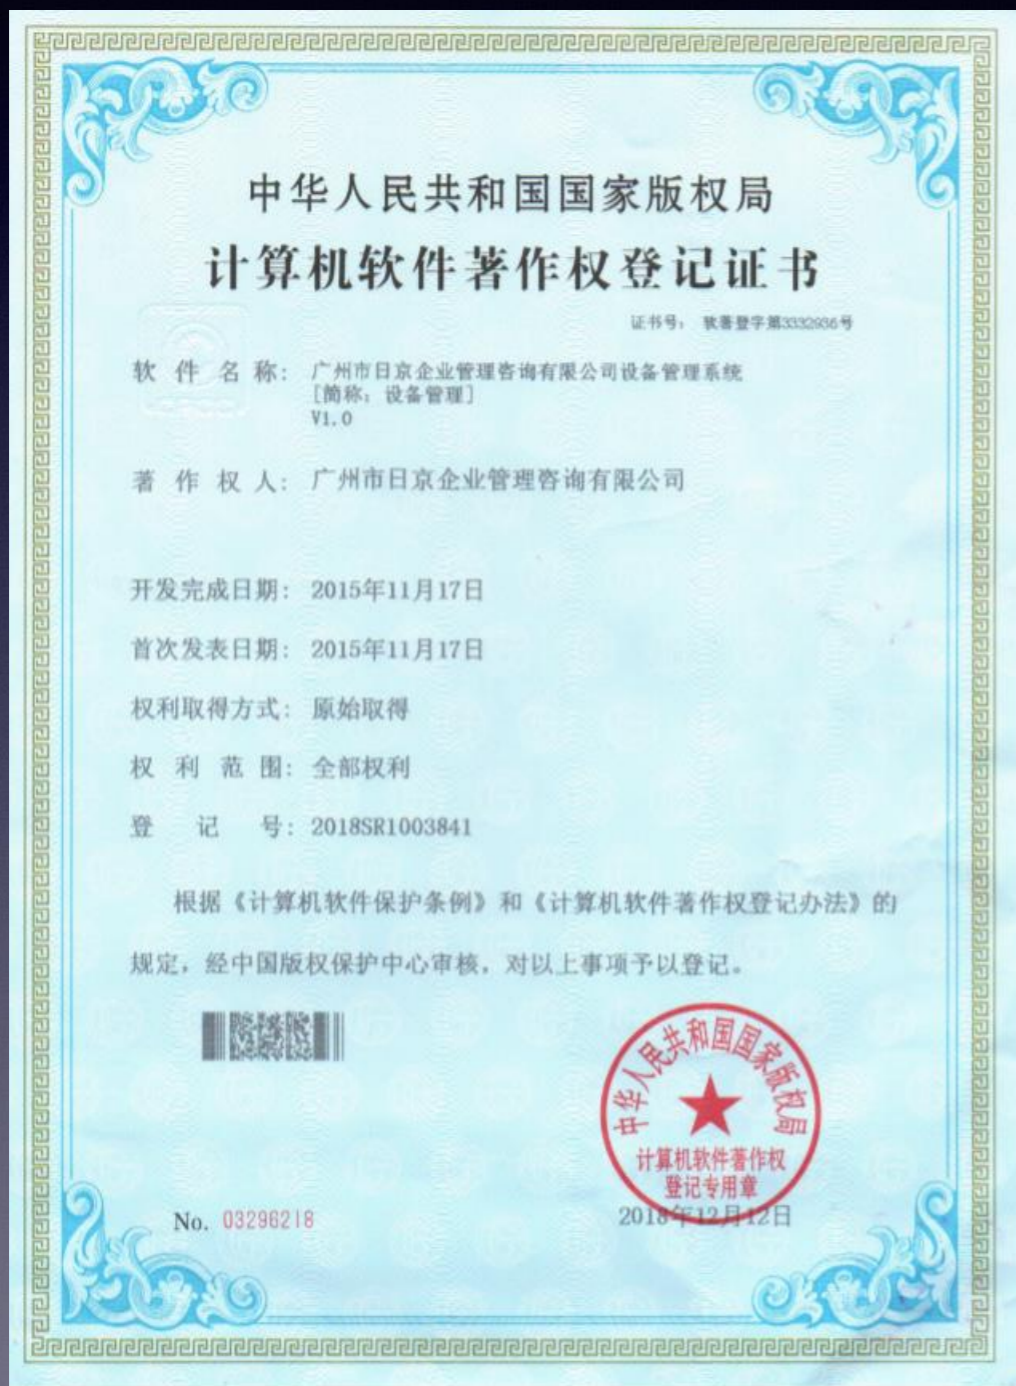 中华人民共和国国家版权局
计算机软件著作权登记证书
证书号： 软著登字第3332936号
软件名称： 广州市日京企业管理咨询有限公司设备管理系统
[简称：设备管理]
V1.0
著作权人： 广州市日京企业管理咨询有限公司
开发完成日期： 2015年11月17日
首次发表日期： 2015年11月17日
权利取得方式： 原始取得
权利范围： 全部权利
登记号： 2018SR1003841
根据《计算机软件保护条例》和《计算机软件著作权登记办法》的
规定，经中国版权保护中心审核，对以上事项予以登记。
中华人民共和国国家版权局
计算机软件著作权
登记专用章
No. 03296218
2018年12月12日